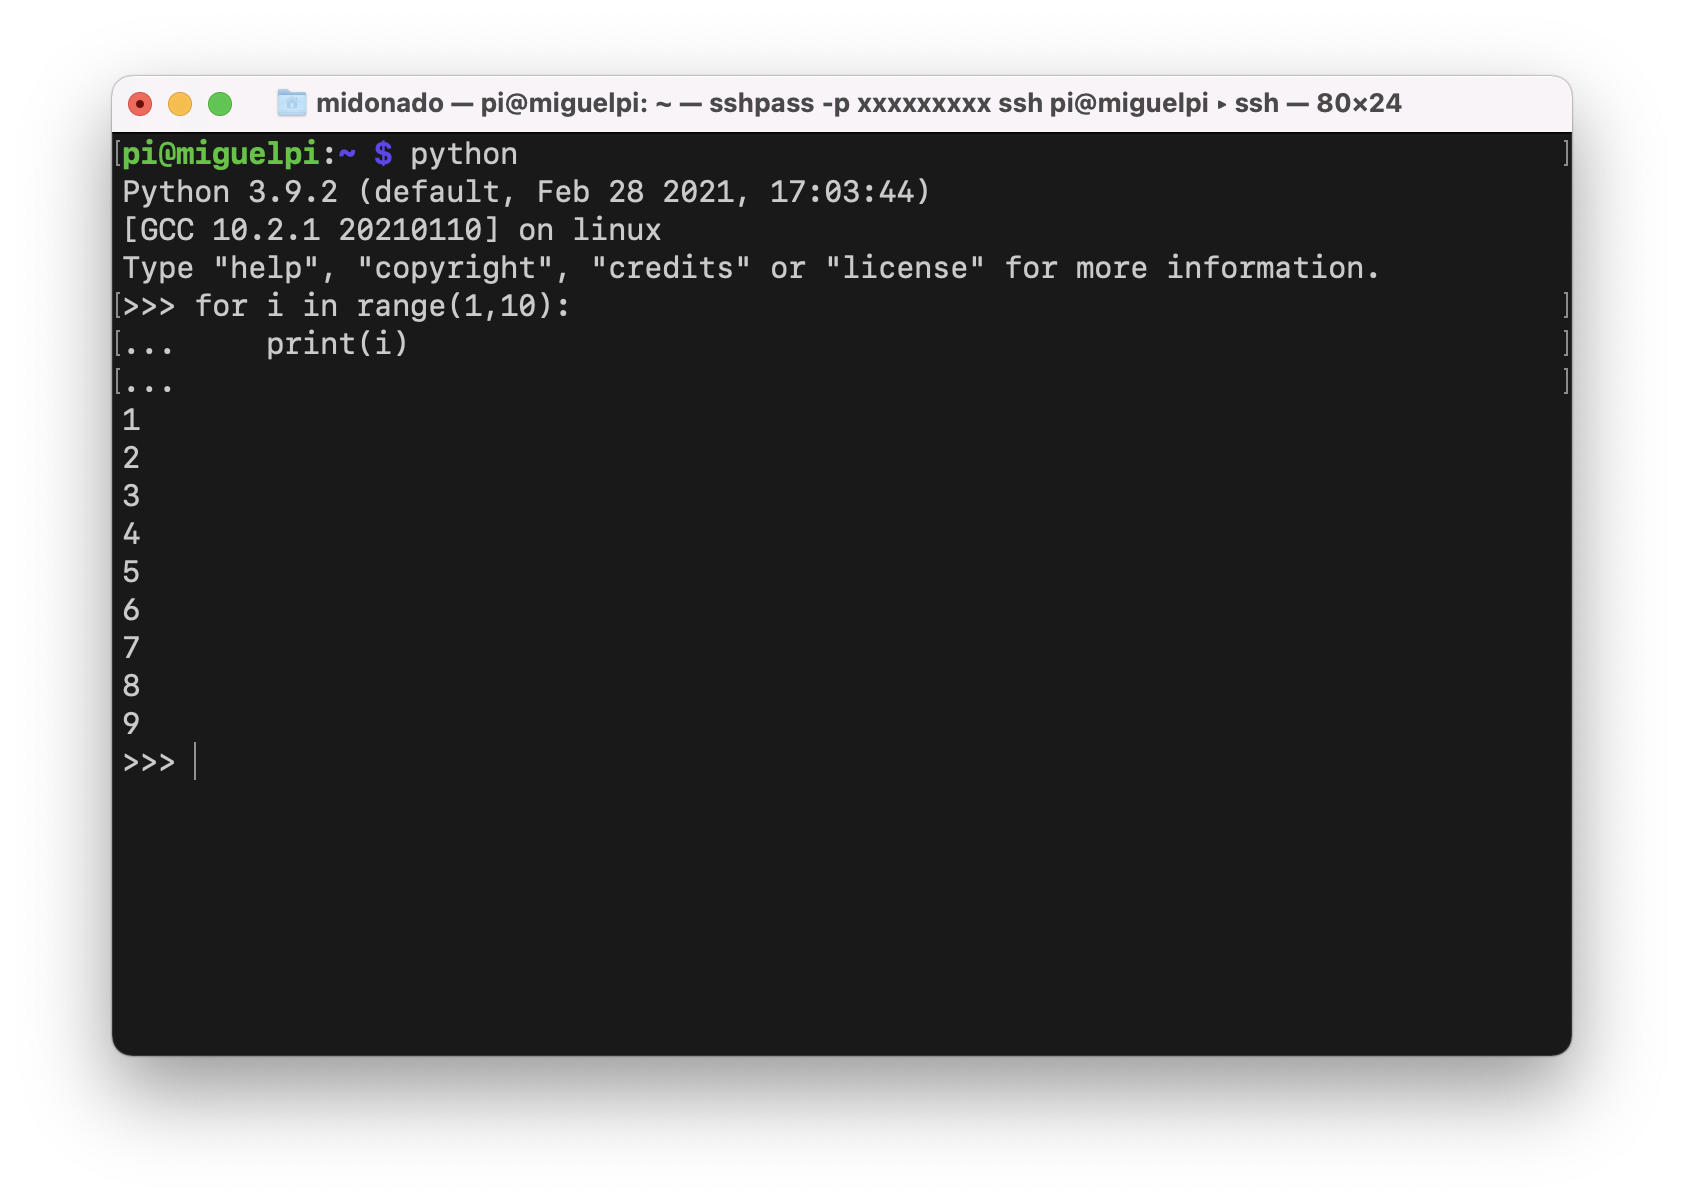 midonado — pi@miguelpi: ~ — sshpass -p xxxxxxxxx ssh pi@miguelpi ▸ ssh — 80×24
[pi@miguelpi:~ $ python ]
Python 3.9.2 (default, Feb 28 2021, 17:03:44)
[GCC 10.2.1 20210110] on linux
Type "help", "copyright", "credits" or "license" for more information.
[>>> for i in range(1,10): ]
[...     print(i) ]
[... ]
1
2
3
4
5
6
7
8
9
>>>